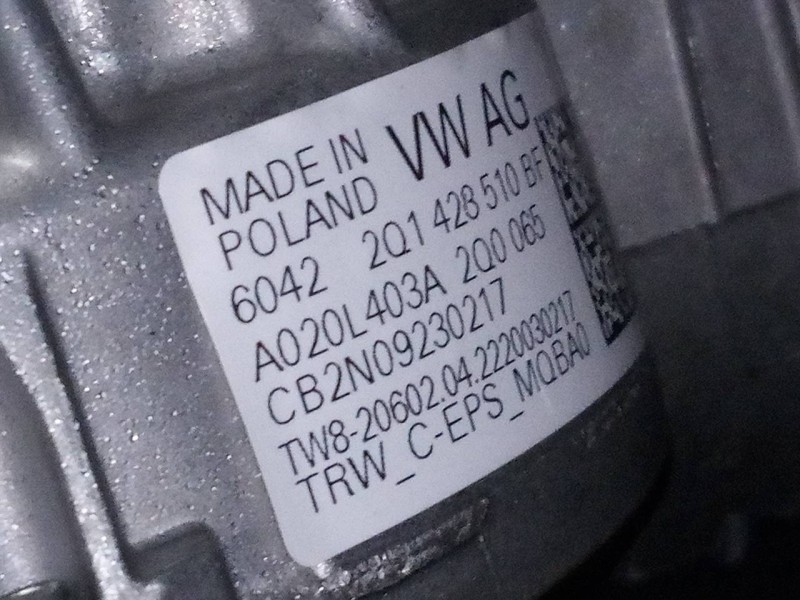 MADE IN
POLAND VW AG
6042 2Q1 428 510 BF
A020L403A 2Q0 065
CB2N09230217
TW8-20602.04.2220030217
TRW_C-EPS_MQBA0